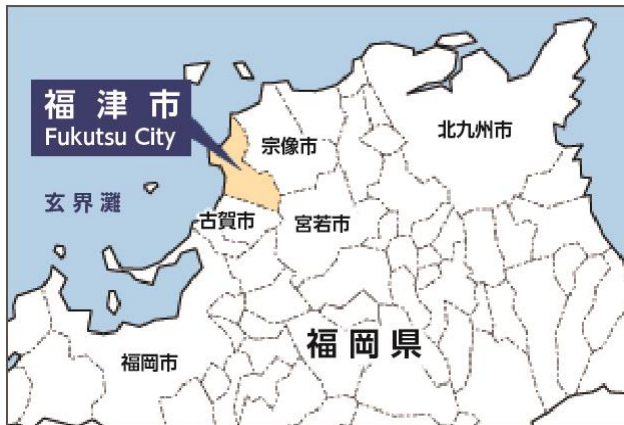 福津市
Fukutsu City
宗像市
北九州市
玄界灘
古賀市
宮若市
福岡県
福岡市